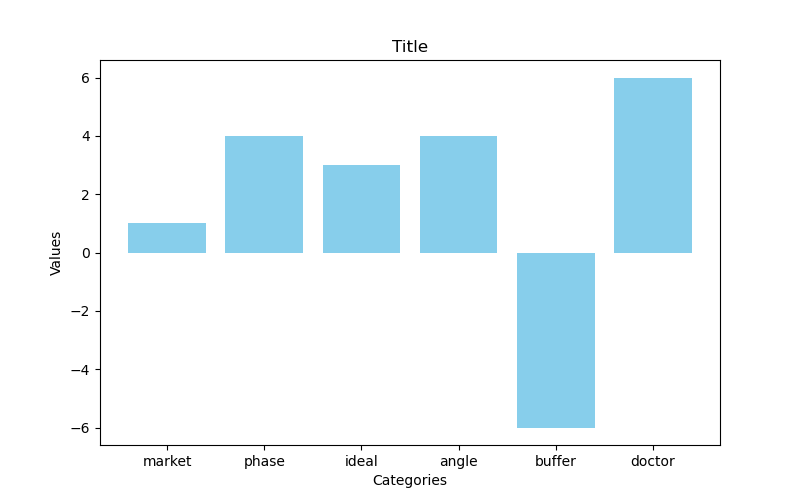 Title
6
4
2
0
−2
−4
−6
Values
market phase ideal angle buffer doctor
Categories